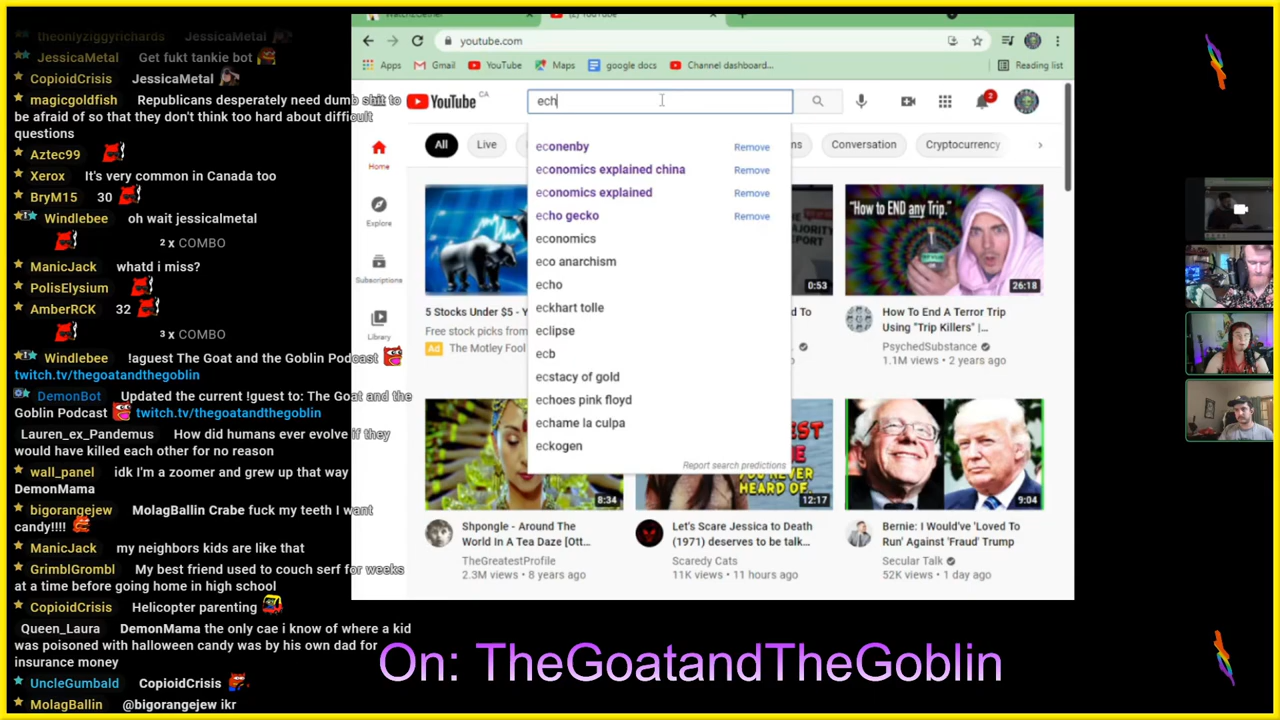 theonlyziggyrichards JessicaMetal
JessicaMetal Get fukt tankie bot
CopioidCrisis JessicaMetal
magicgoldfish Republicans desperately need dumb shit to
be afraid of so that they don't think too hard about difficult
questions
Aztec99
Xerox It's very common in Canada too
BryM15 30
Windlebee oh wait jessicalmetal
2 x COMBO
ManicJack whatd i miss?
PolisElysium
AmberRCK 32
3 x COMBO
Windlebee !aguest The Goat and the Goblin Podcast
twitch.tv/thegoatandthegoblin
DemonBot Updated the current !guest to: The Goat and the
Goblin Podcast twitch.tv/thegoatandthegoblin
Lauren_ex_Pandemus How did humans ever evolve if they
would have killed each other for no reason
wall_panel idk I'm a zoomer and grew up that way
DemonMama
bigorangejew MolagBallin Crabe fuck my teeth I want
candy!!!!
ManicJack my neighbors kids are like that
GrimblGrombl My best friend used to couch serf for weeks
at a time before going home in high school
CopioidCrisis Helicopter parenting
Queen_Laura DemonMama the only cae i know of where a kid
was poisoned with halloween candy was by his own dad for
insurance money
UncleGumbald CopioidCrisis
MolagBallin @bigorangejew ikr
youtube.com
Apps Gmail YouTube Maps google docs Channel dashboard... Reading list
YouTube CA
ech
2
All Live Conversation Cryptocurrency
Home
Explore
Subscriptions
Library
econenby Remove
economics explained china Remove
economics explained Remove
echo gecko Remove
economics
eco anarchism
echo
eckhart tolle
eclipse
ecb
ecstacy of gold
echoes pink floyd
echame la culpa
eckogen
Report search predictions
5 Stocks Under $5 - Y
Free stock picks from
Ad The Motley Fool
REPORT
0:53
d To
"How to END any Trip."
26:18
How To End A Terror Trip
Using "Trip Killers" |...
PsychedSubstance
1.1M views • 2 years ago
8:34
Shpongle - Around The
World In A Tea Daze [Ott...
TheGreatestProfile
2.3M views • 8 years ago
EST
HEARD OF...
12:17
Let's Scare Jessica to Death
(1971) deserves to be talk...
Scaredy Cats
11K views • 11 hours ago
9:04
Bernie: I Would've 'Loved To
Run' Against 'Fraud' Trump
Secular Talk
52K views • 1 day ago
On: TheGoatandTheGoblin